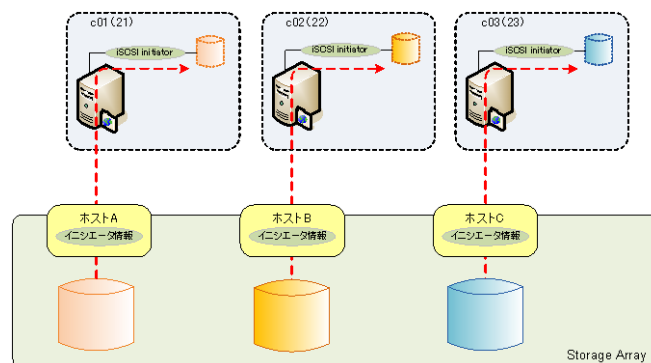 c01(21)
c02(22)
c03(23)
iSCSI initiator
iSCSI initiator
iSCSI initiator
ホストA
イニシエータ情報
ホストB
イニシエータ情報
ホストC
イニシエータ情報
Storage Array